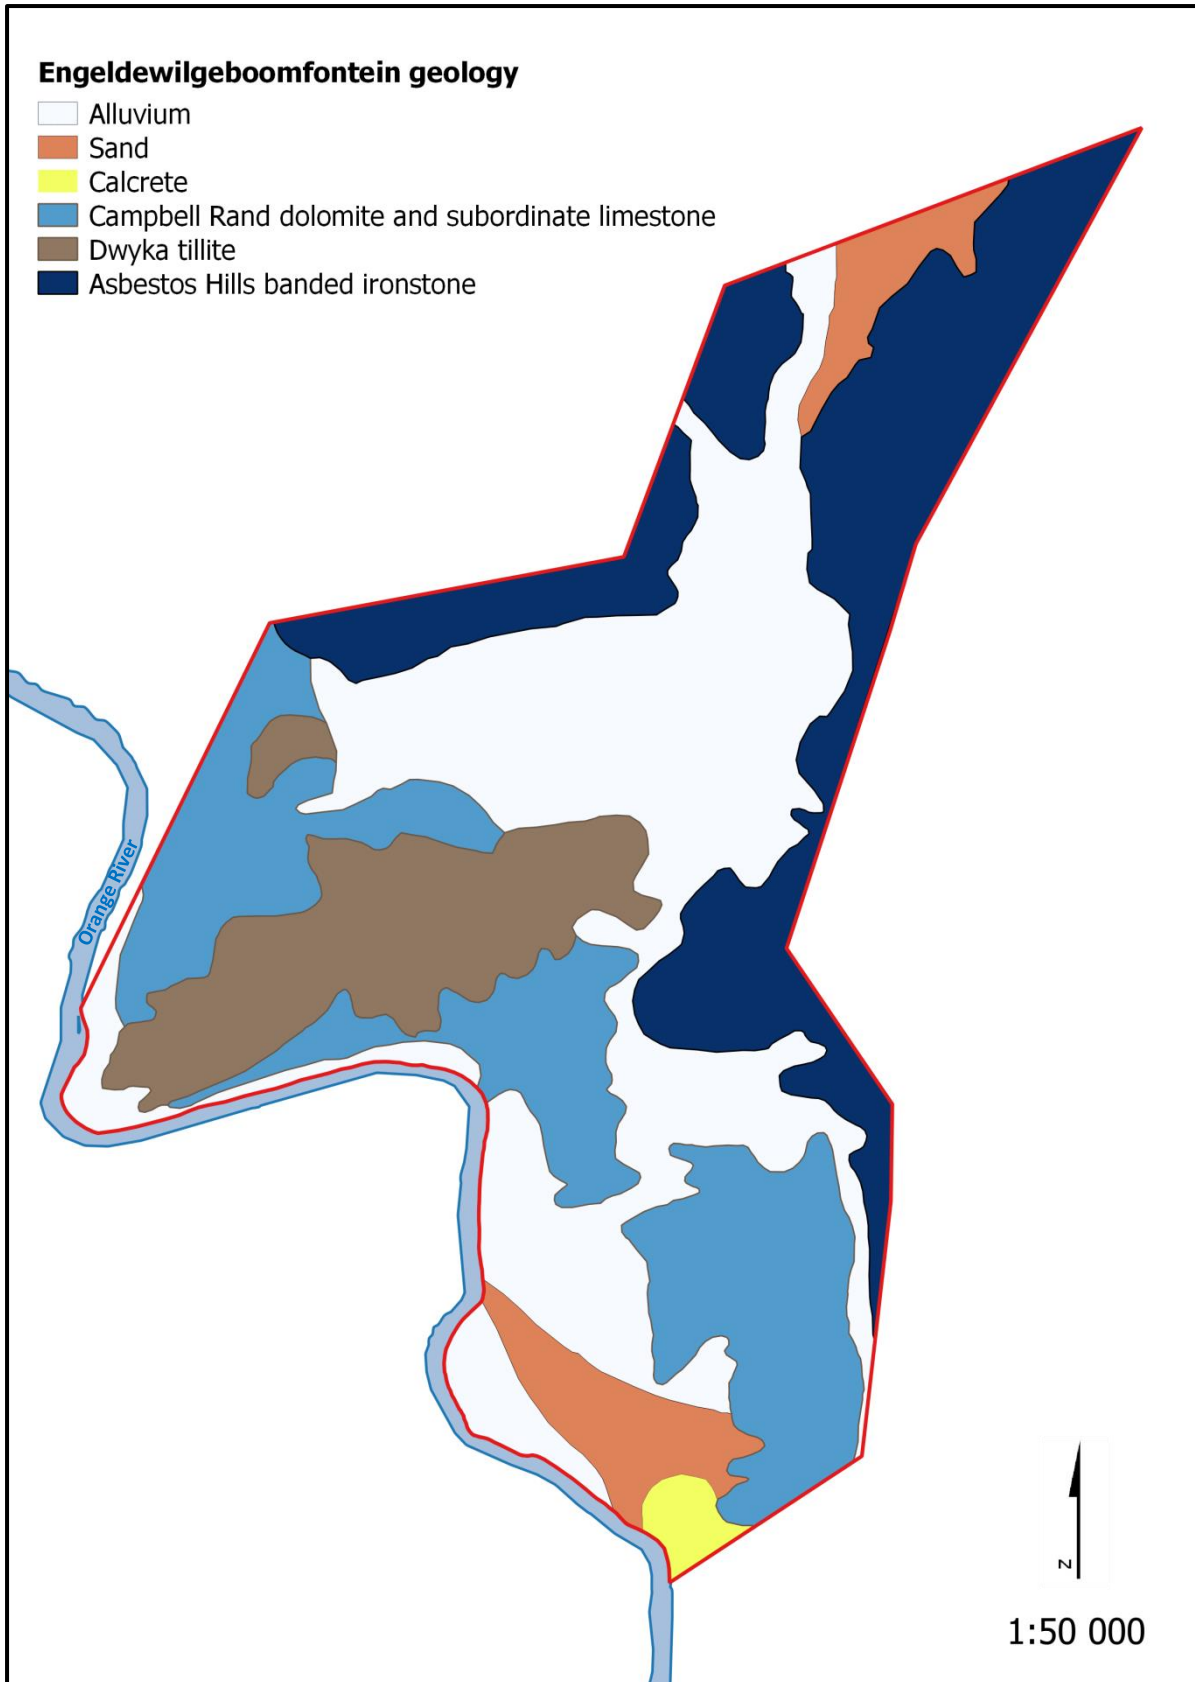 Engeldewilgeboomfontein geology
Alluvium
Sand
Calcrete
Campbell Rand dolomite and subordinate limestone
Dwyka tillite
Asbestos Hills banded ironstone
Orange River
N
1:50 000